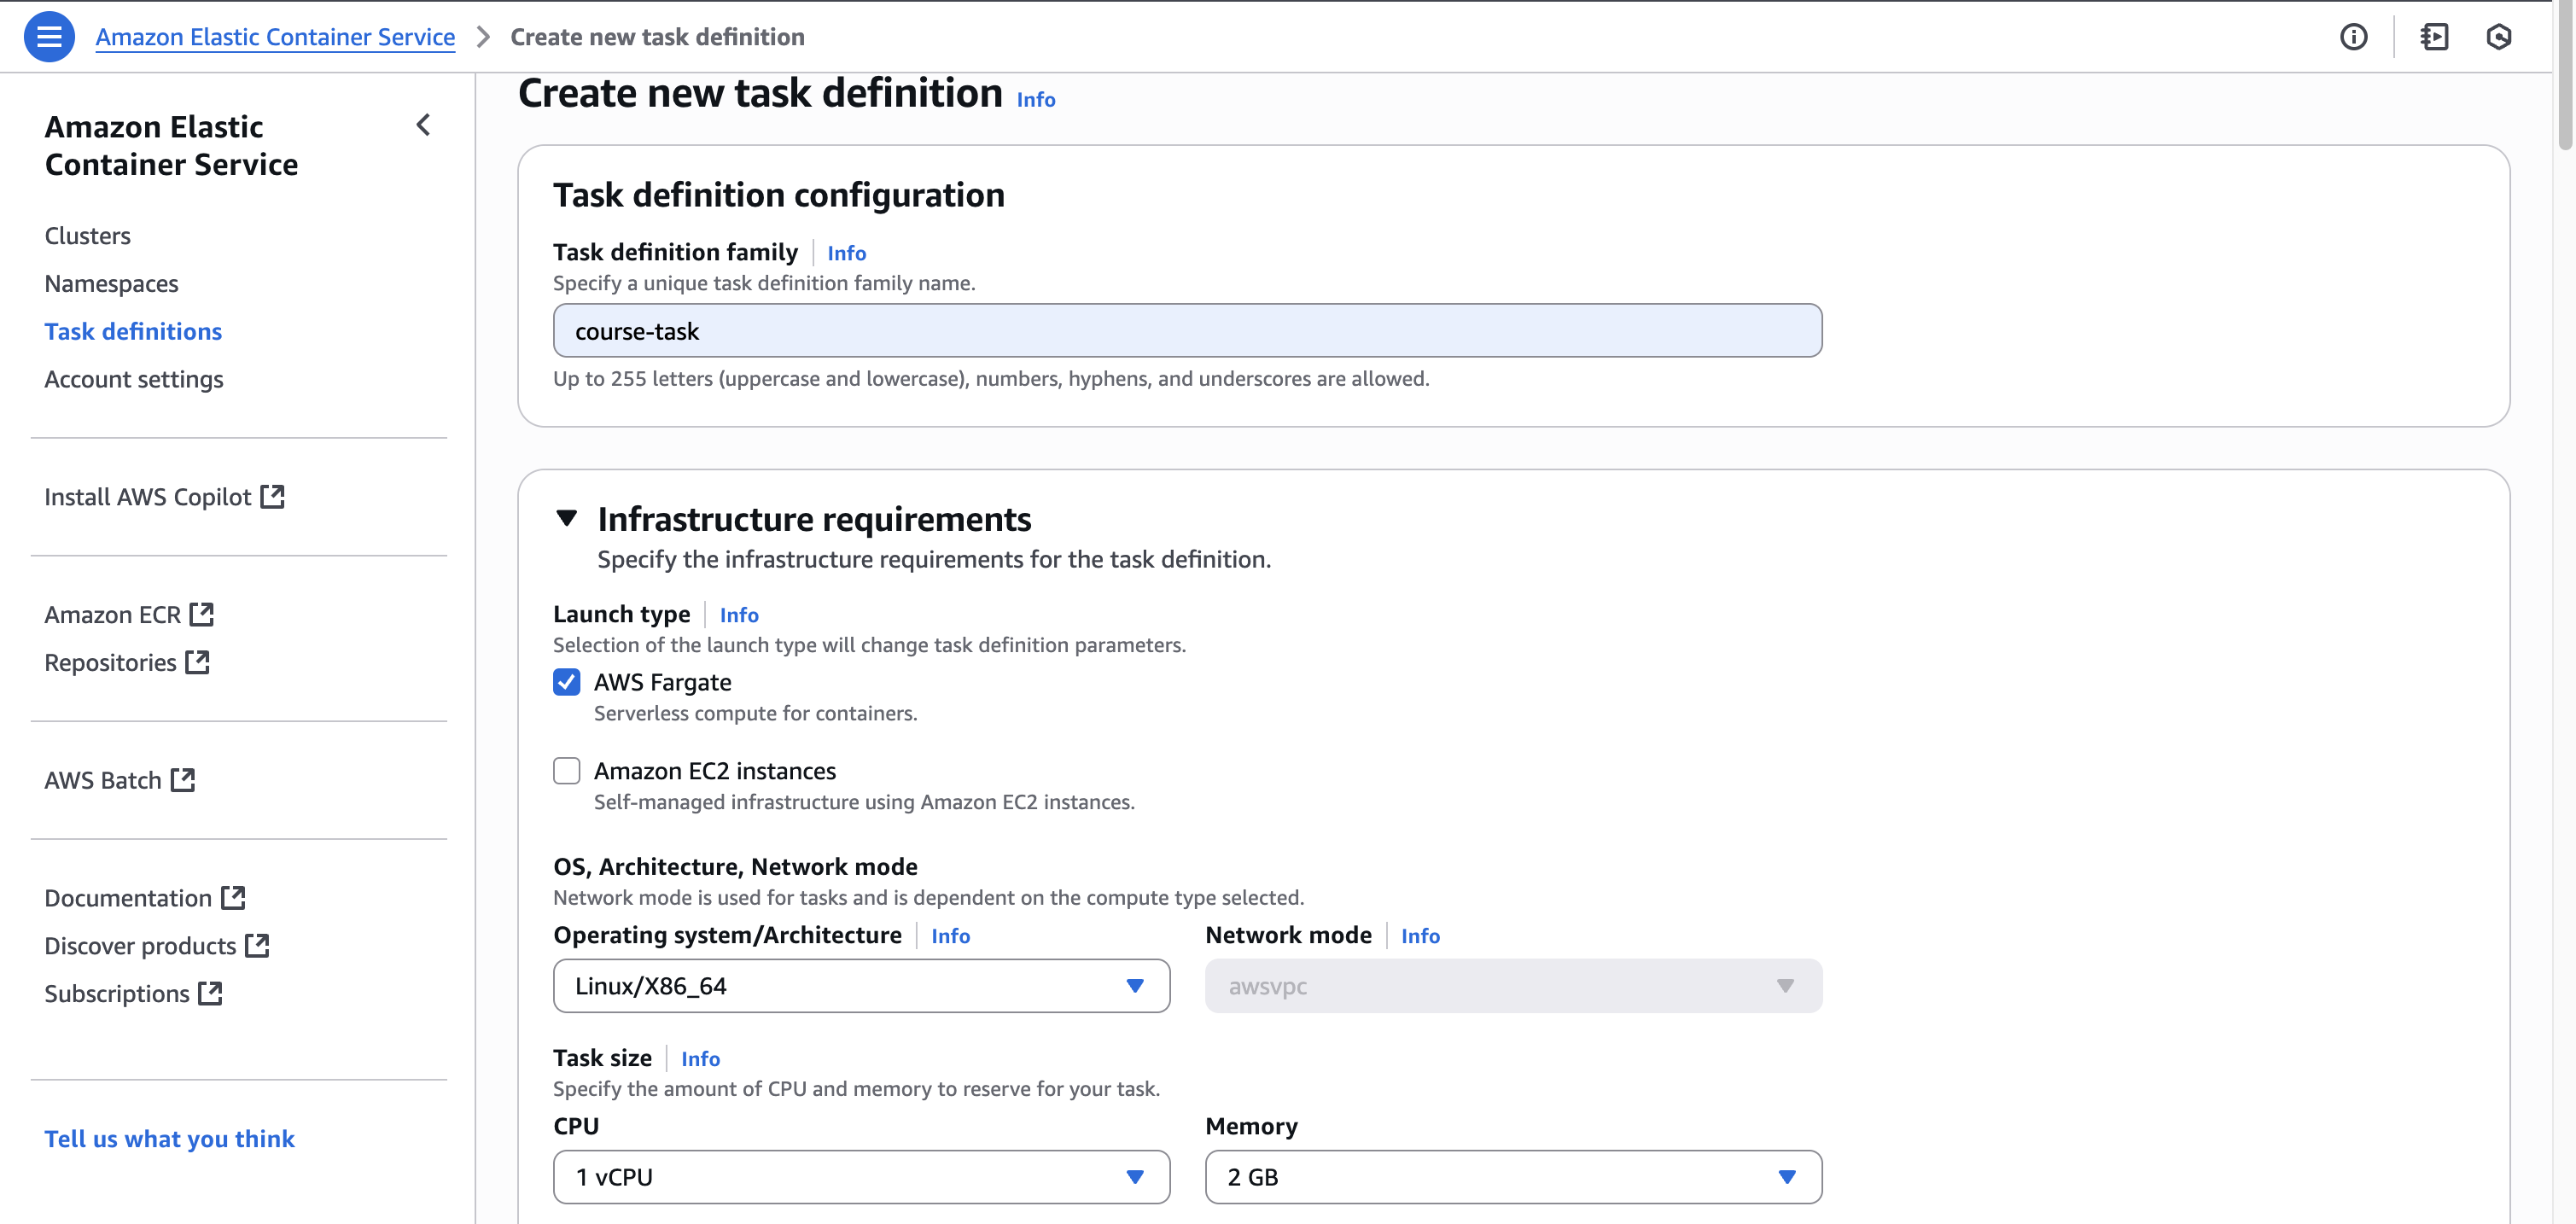 Amazon Elastic Container Service > Create new task definition
Amazon Elastic
Container Service
Clusters
Namespaces
Task definitions
Account settings
Install AWS Copilot
Amazon ECR
Repositories
AWS Batch
Documentation
Discover products
Subscriptions
Tell us what you think
Create new task definition Info
Task definition configuration
Task definition family Info
Specify a unique task definition family name.
course-task
Up to 255 letters (uppercase and lowercase), numbers, hyphens, and underscores are allowed.
Infrastructure requirements
Specify the infrastructure requirements for the task definition.
Launch type Info
Selection of the launch type will change task definition parameters.
AWS Fargate
Serverless compute for containers.
Amazon EC2 instances
Self-managed infrastructure using Amazon EC2 instances.
OS, Architecture, Network mode
Network mode is used for tasks and is dependent on the compute type selected.
Operating system/Architecture Info
Linux/X86_64
Network mode Info
awsvpc
Task size Info
Specify the amount of CPU and memory to reserve for your task.
CPU
1 vCPU
Memory
2 GB